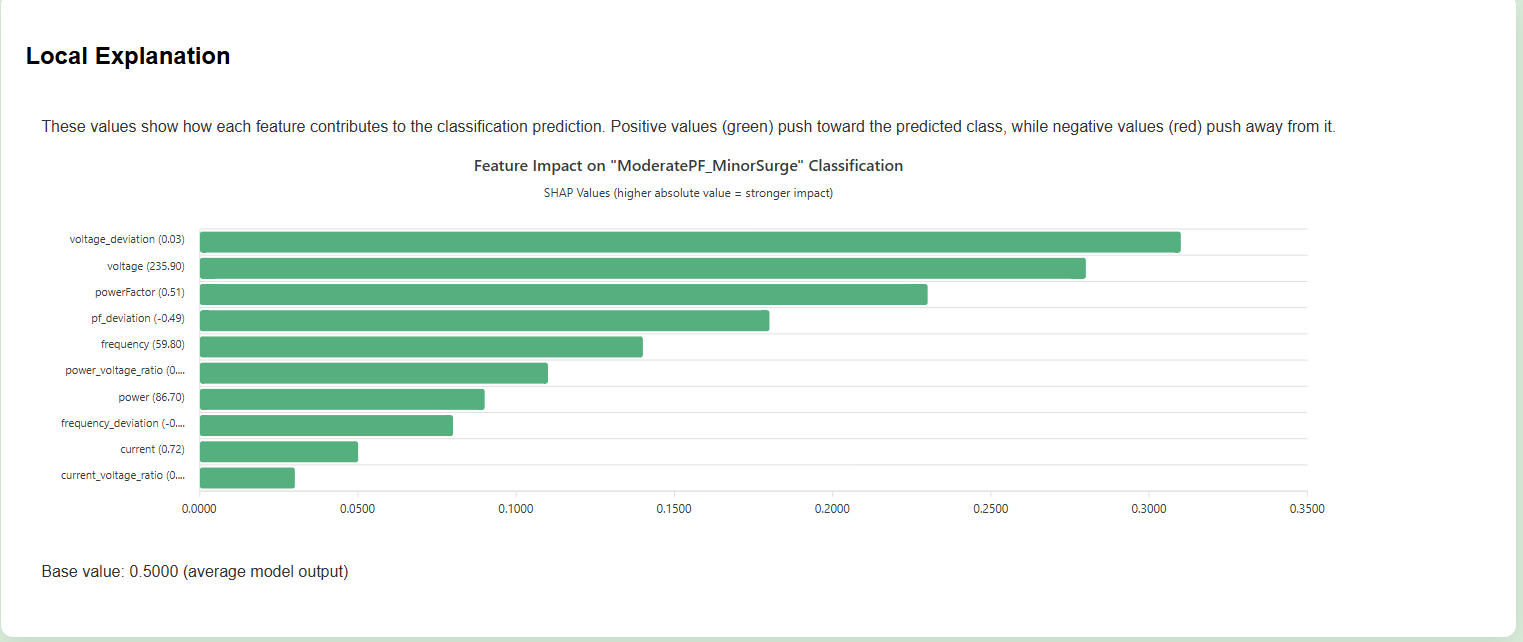 Local Explanation
These values show how each feature contributes to the classification prediction. Positive values (green) push toward the predicted class, while negative values (red) push away from it.
Feature Impact on "ModeratePF_MinorSurge" Classification
SHAP Values (higher absolute value = stronger impact)
voltage_deviation (0.03)
voltage (235.90)
powerFactor (0.51)
pf_deviation (-0.49)
frequency (59.80)
power_voltage_ratio (0....
power (86.70)
frequency_deviation (-0....
current (0.72)
current_voltage_ratio (0....
0.0000 0.0500 0.1000 0.1500 0.2000 0.2500 0.3000 0.3500
Base value: 0.5000 (average model output)